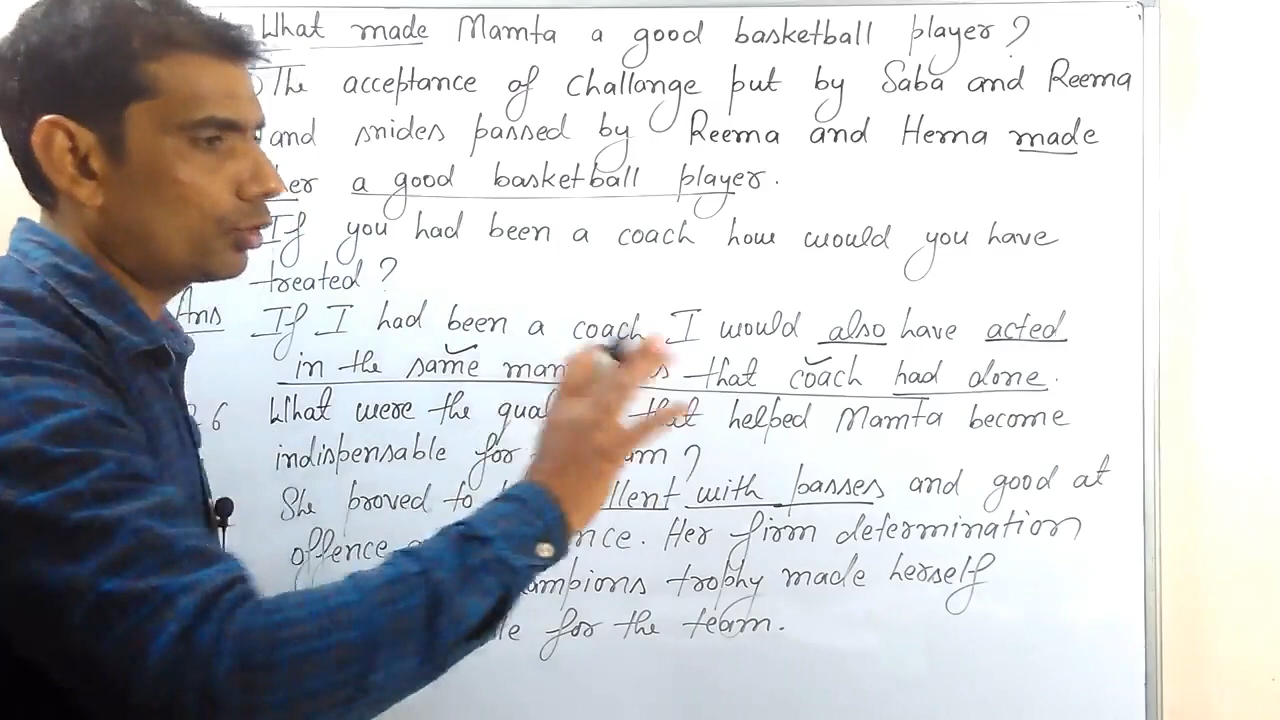 What made Mamta a good basketball player?
The acceptance of challange put by Saba and Reema
and snides passed by Reema and Hema made
her a good basketball player.
If you had been a coach how would you have
treated?
Ans If I had been a coach I would also have acted
in the same that coach had done.
6 What were the that helped Mamta become
indispensable for ?
She proved to with passes and good at
offence . Her firm determination
trophy made herself
for the team.